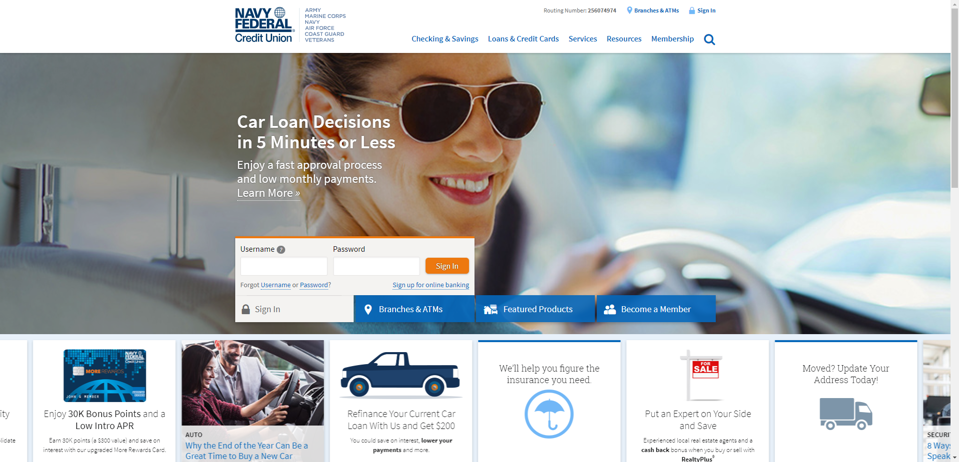 NAVY
FEDERAL
Credit Union
ARMY
MARINE CORPS
NAVY
AIR FORCE
COAST GUARD
VETERANS
Routing Number: 256074974
Branches & ATMs
Sign In
Checking & Savings
Loans & Credit Cards
Services
Resources
Membership
Car Loan Decisions
in 5 Minutes or Less
Enjoy a fast approval process
and low monthly payments.
Learn More »
Username ?
Password
Sign In
Forgot Username or Password?
Sign up for online banking
Sign In
Branches & ATMs
Featured Products
Become a Member
NAVY
FEDERAL
MORE REWARDS
Enjoy 30K Bonus Points and a
Low Intro APR
Earn 30K points (a $300 value) and save on
interest with our upgraded More Rewards Card.
AUTO
Why the End of the Year Can Be a
Great Time to Buy a New Car
Refinance Your Current Car
Loan With Us and Get $200
You could save on interest, lower your
payments and more.
We'll help you figure the
insurance you need
FOR
SALE
Put an Expert on Your Side
and Save
Experienced local real estate agents and a
cash back bonus when you buy or sell with
RealtyPlus
Moved? Update Your
Address Today!
SECURI
8 Ways
Speak